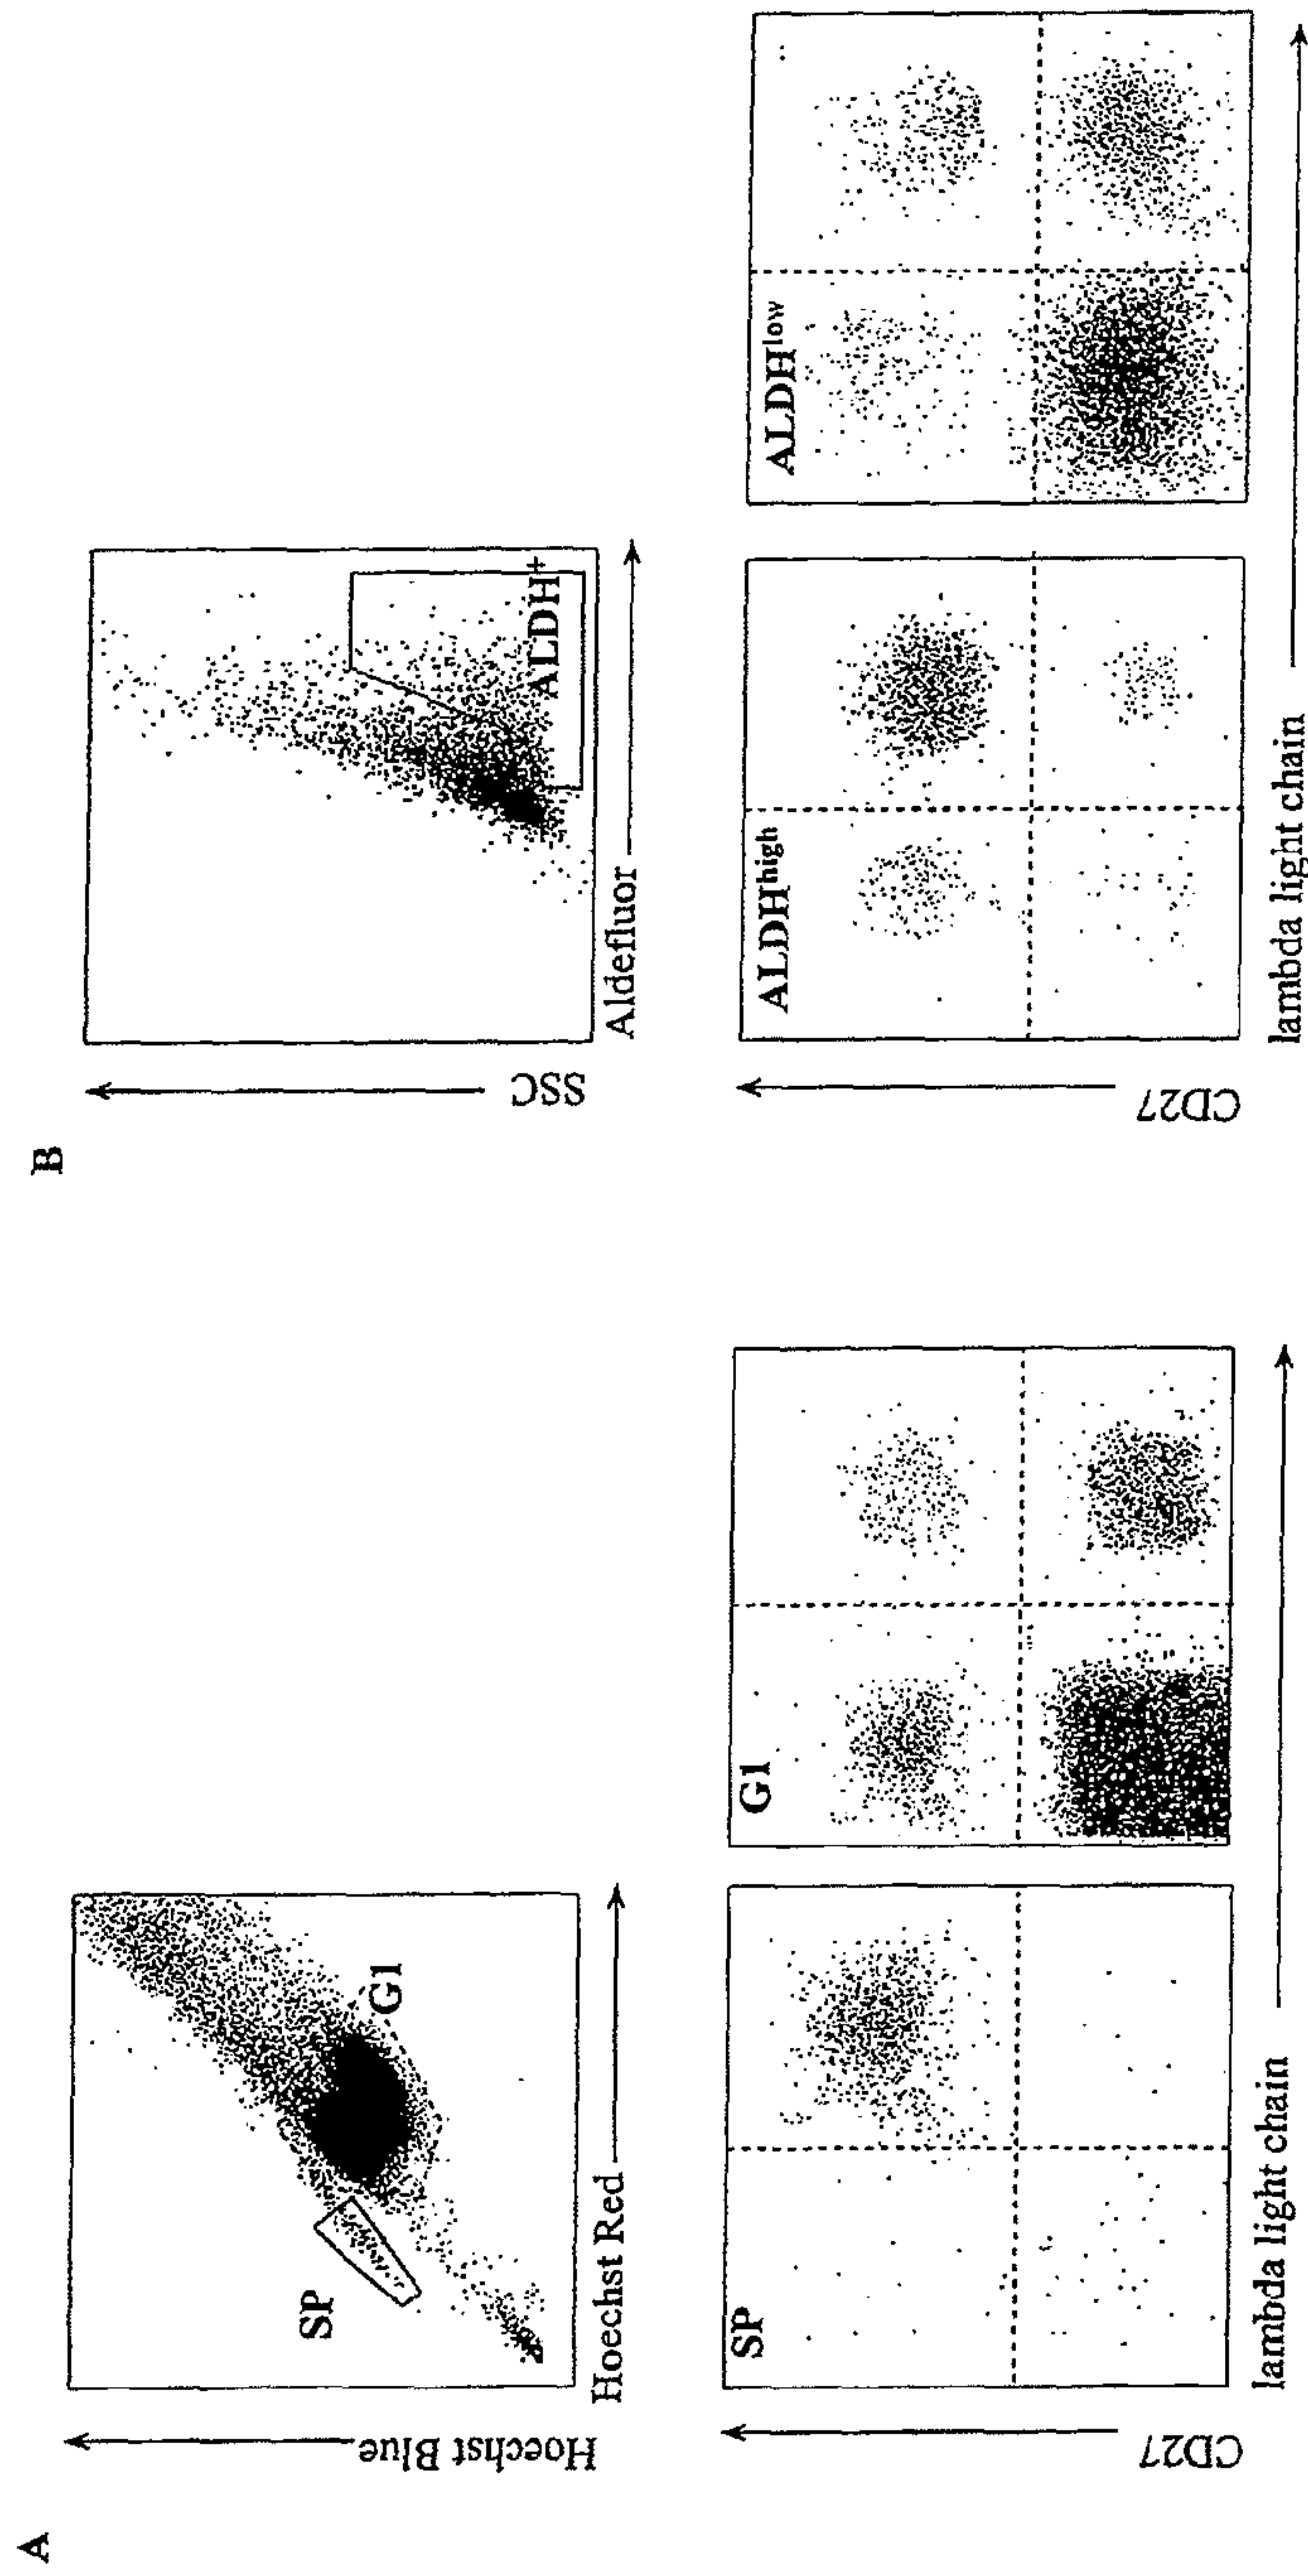 A
Hoechst Blue
SP
G1
Hoechst Red
CD27
SP
G1
lambda light chain
B
SSC
ALDH+
Aldefluor
CD27
ALDHhigh
ALDHlow
lambda light chain